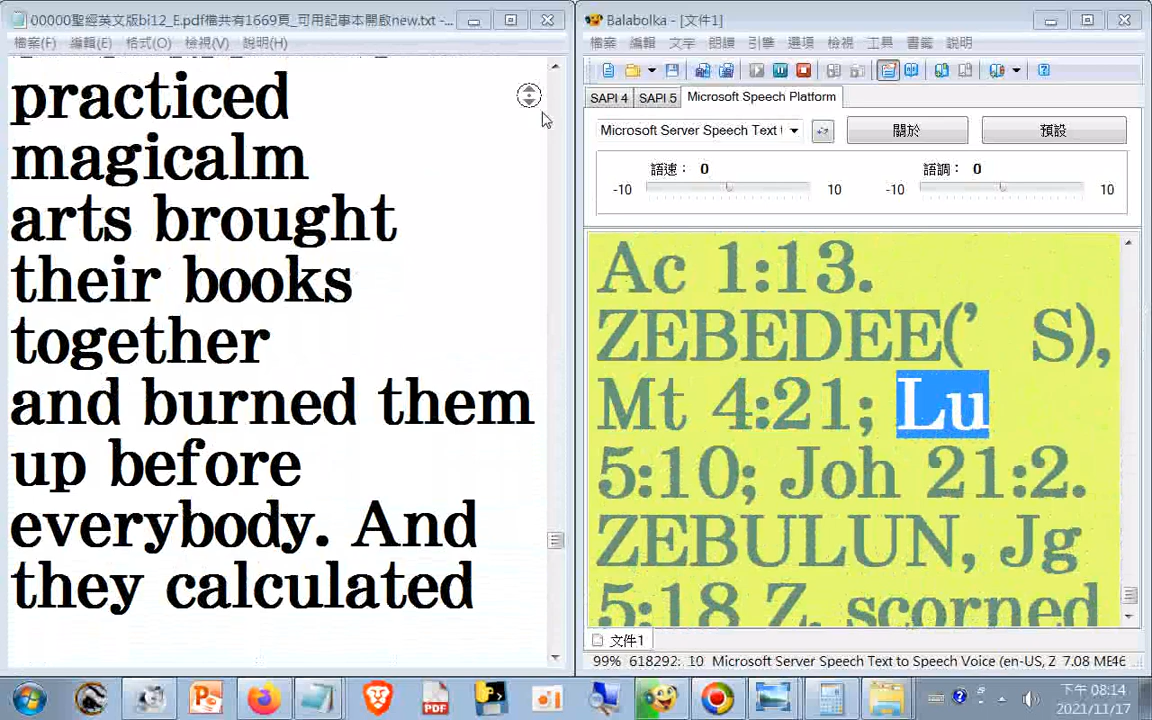 00000聖經英文版bi12_E.pdf檔共有1669頁_可用記事本開啟new.txt -...
檔案(F) 編輯(E) 格式(O) 檢視(V) 說明(H)
practiced
magicalm
arts brought
their books
together
and burned them
up before
everybody. And
they calculated
Balabolka - [文件1]
檔案 編輯 文字 朗讀 引擎 選項 檢視 工具 書籤 說明
SAPI 4 SAPI 5 Microsoft Speech Platform
Microsoft Server Speech Text t 關於 預設
語速： 0 語調： 0
-10 10 -10 10
Ac 1:13.
ZEBEDEE(’ S),
Mt 4:21; Lu
5:10; Joh 21:2.
ZEBULUN, Jg
5:18 Z. scorned
文件1
99% 618292: 10 Microsoft Server Speech Text to Speech Voice (en-US, Z 7.08 ME46
PDF
下午 08:14
2021/11/17